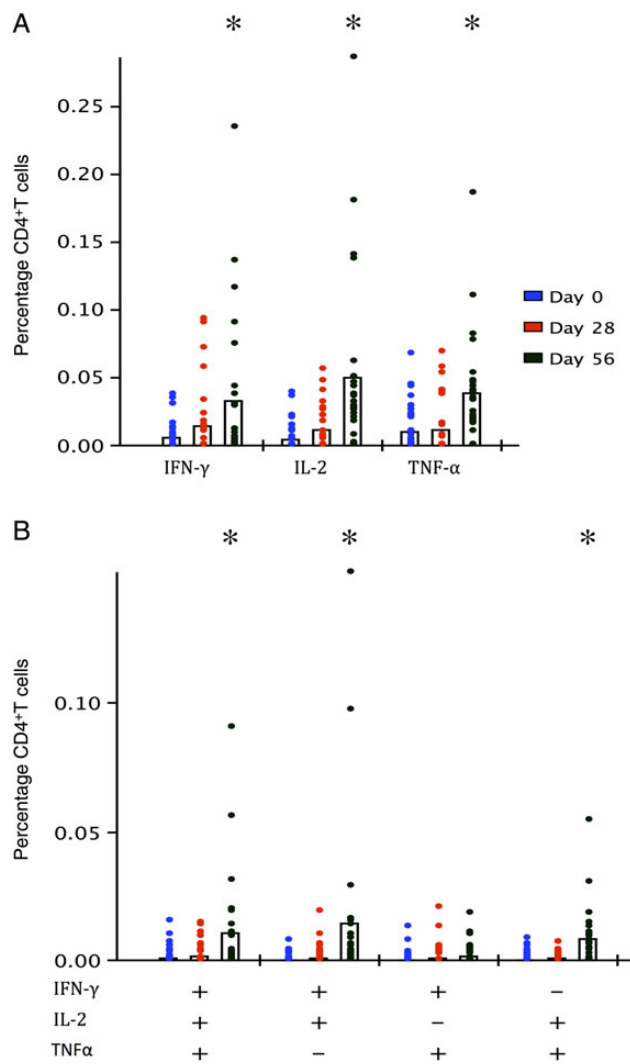 A
* * *
Percentage CD4⁺T cells
0.25
0.20
0.15
0.10
0.05
0.00
IFN-γ IL-2 TNF-α
Day 0
Day 28
Day 56
B
* * *
Percentage CD4⁺T cells
0.10
0.05
0.00
IFN-γ + + + −
IL-2 + + − +
TNFα + − + +